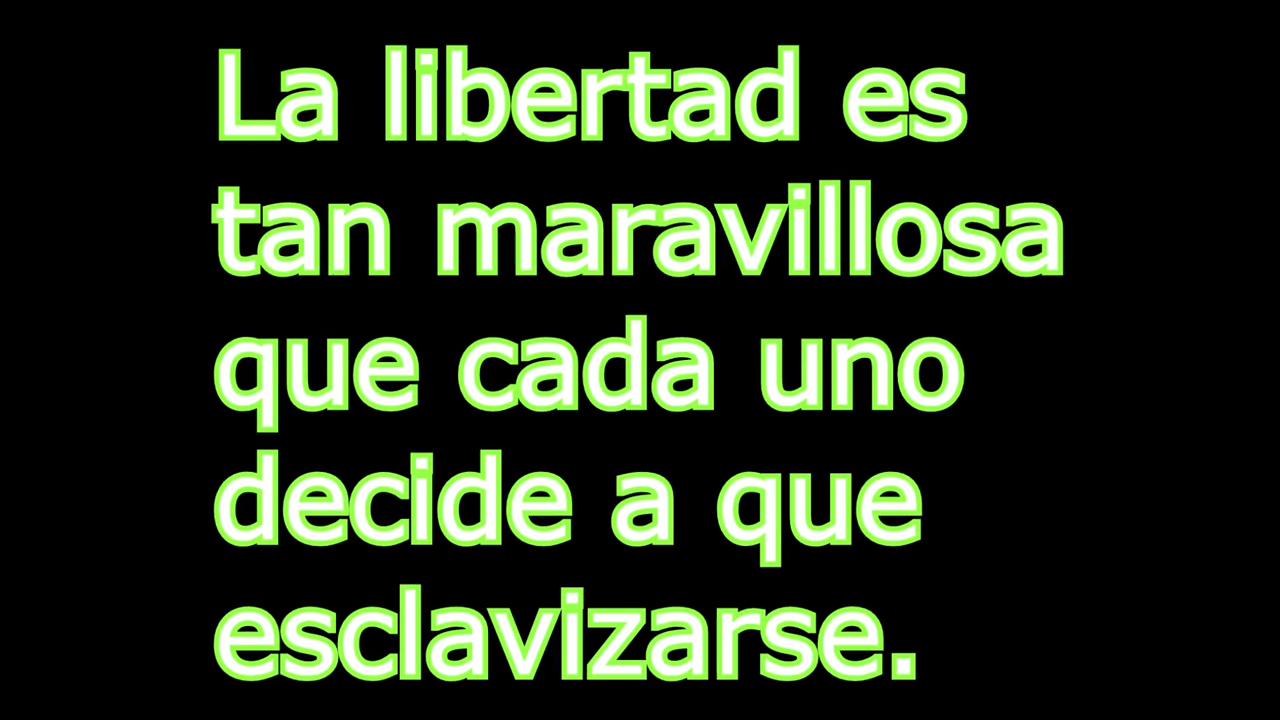 La libertad es
tan maravillosa
que cada uno
decide a que
esclavizarse.